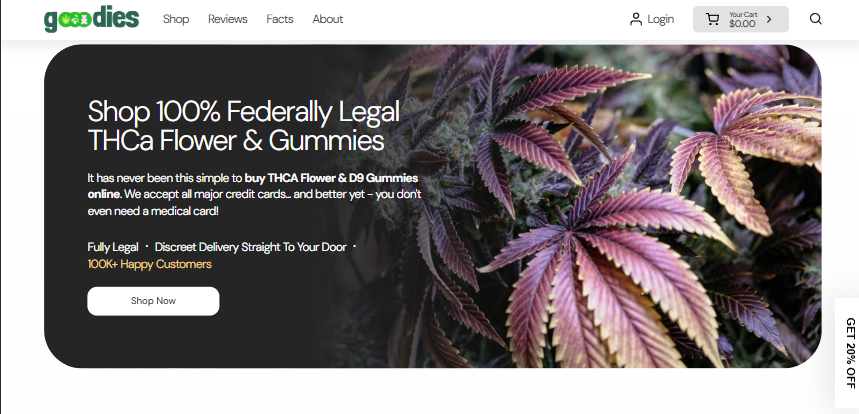 goodies
Shop Reviews Facts About
Login
Your Cart
$0.00
Shop 100% Federally Legal
THCa Flower & Gummies
It has never been this simple to buy THCA Flower & D9 Gummies
online. We accept all major credit cards... and better yet - you don't
even need a medical card!
Fully Legal · Discreet Delivery Straight To Your Door ·
100K+ Happy Customers
Shop Now
GET 20% OFF